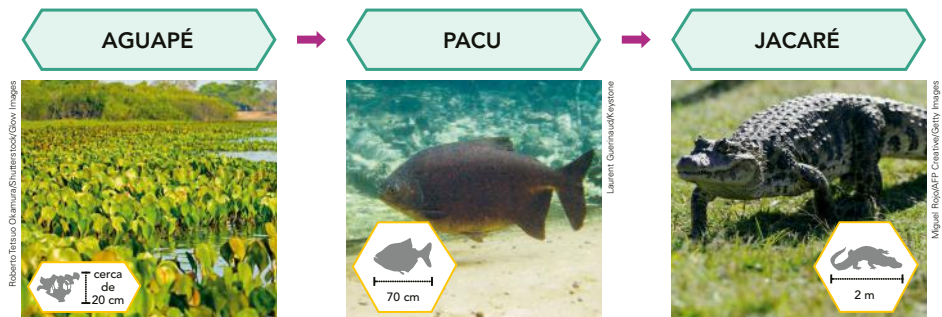 AGUAPÉ
PACU
JACARÉ
Roberto Tetsuo Okamura/Shutterstock/Glow Images
cerca
de
20 cm
Laurent Guerinaud/Keystone
70 cm
Miguel Rojo/AFP Creative/Getty Images
2 m